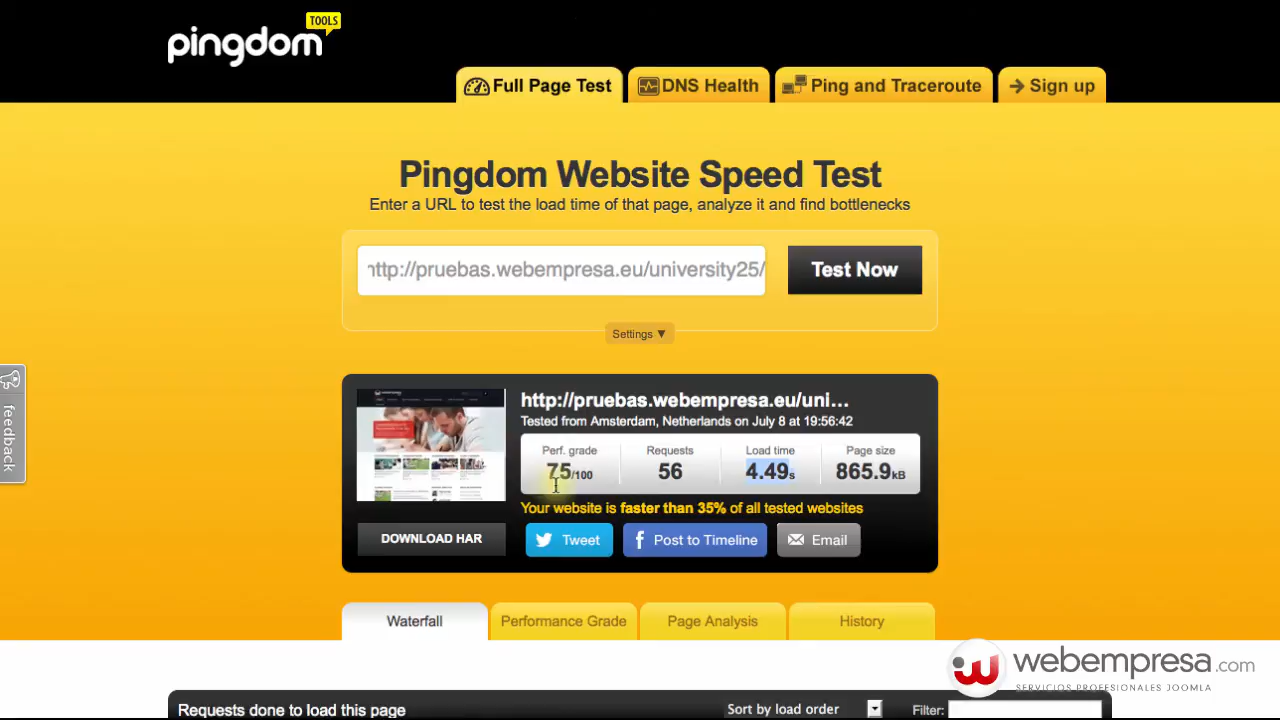 pingdom TOOLS
Full Page Test DNS Health Ping and Traceroute Sign up
Pingdom Website Speed Test
Enter a URL to test the load time of that page, analyze it and find bottlenecks
http://pruebas.webempresa.eu/university25/ Test Now
Settings ▼
feedback
http://pruebas.webempresa.eu/uni...
Tested from Amsterdam, Netherlands on July 8 at 19:56:42
Perf. grade Requests Load time Page size
75/100 56 4.49s 865.9kB
Your website is faster than 35% of all tested websites
DOWNLOAD HAR Tweet Post to Timeline Email
Waterfall Performance Grade Page Analysis History
webempresa.com
SERVICIOS PROFESIONALES JOOMLA
Requests done to load this page Sort by load order Filter: